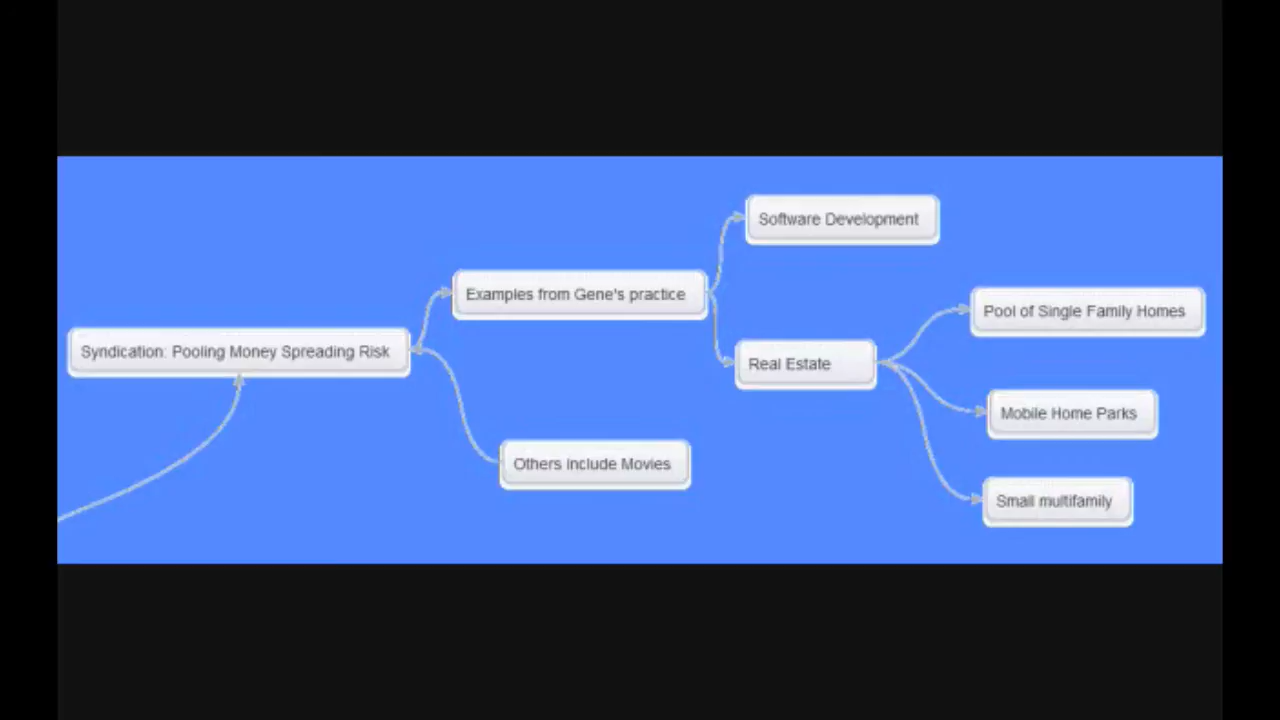 Software Development
Examples from Gene's practice
Pool of Single Family Homes
Syndication: Pooling Money Spreading Risk
Real Estate
Mobile Home Parks
Others include Movies
Small multifamily